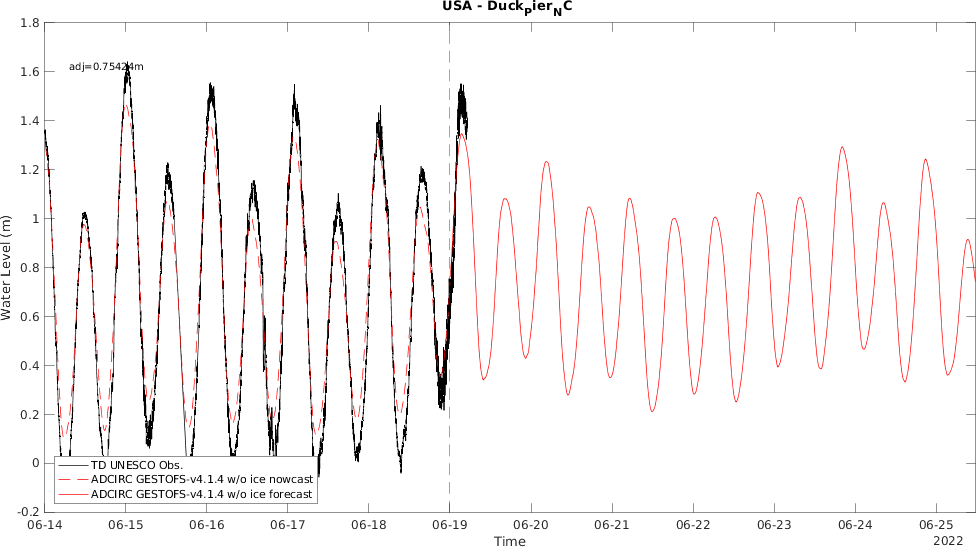 USA - Duck_pier_NC
1.8
adj=0.75424m
1.6
1.4
1.2
1
0.8
0.6
0.4
0.2
0
-0.2
Water Level (m)
TD UNESCO Obs.
ADCIRC GESTOFS-v4.1.4 w/o ice nowcast
ADCIRC GESTOFS-v4.1.4 w/o ice forecast
06-14 06-15 06-16 06-17 06-18 06-19 06-20 06-21 06-22 06-23 06-24 06-25
Time
2022